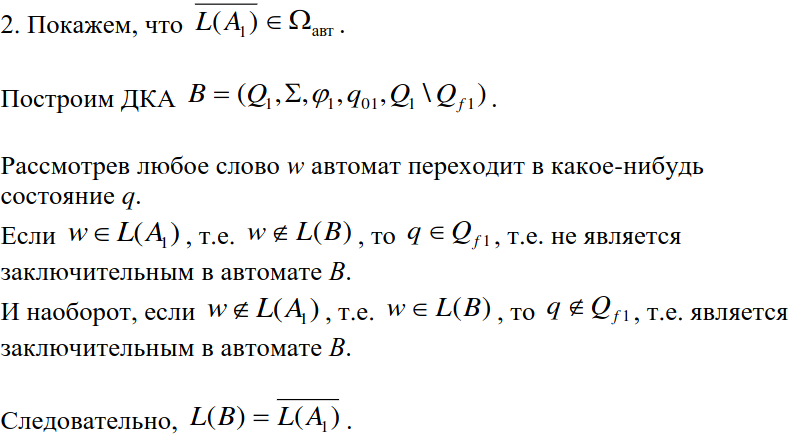 2. Покажем, что $\overline{L(A_1)} \in \Omega_{\text{авт}}$.
Построим ДКА $B = (Q_1, \Sigma, \varphi_1, q_{01}, Q_1 \setminus Q_{f1})$.
Рассмотрев любое слово w автомат переходит в какое-нибудь
состояние q.
Если $w \in L(A_1)$, т.е. $w \notin L(B)$, то $q \in Q_{f1}$, т.е. не является
заключительным в автомате B.
И наоборот, если $w \notin L(A_1)$, т.е. $w \in L(B)$, то $q \notin Q_{f1}$, т.е. является
заключительным в автомате B.
Следовательно, $L(B) = \overline{L(A_1)}$.